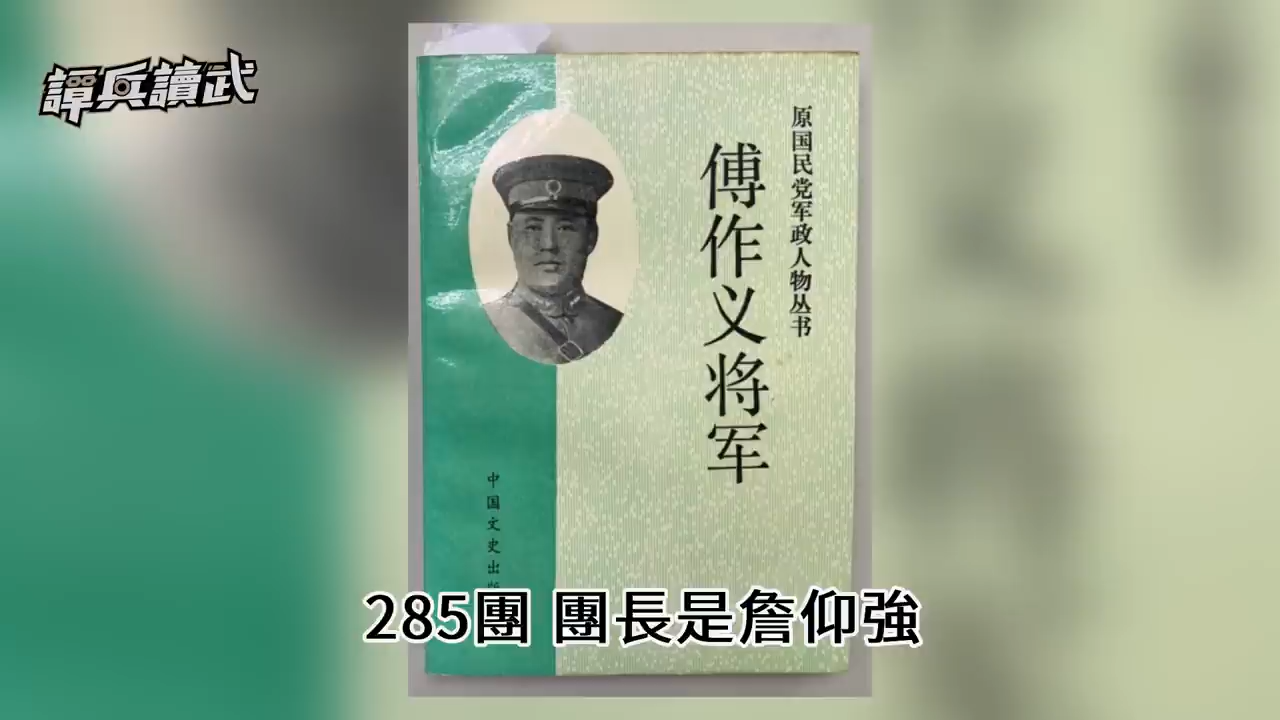 譚兵讀武
原国民党军政人物丛书
傅作义将军
中国文史出版
285團 團長是詹仰強